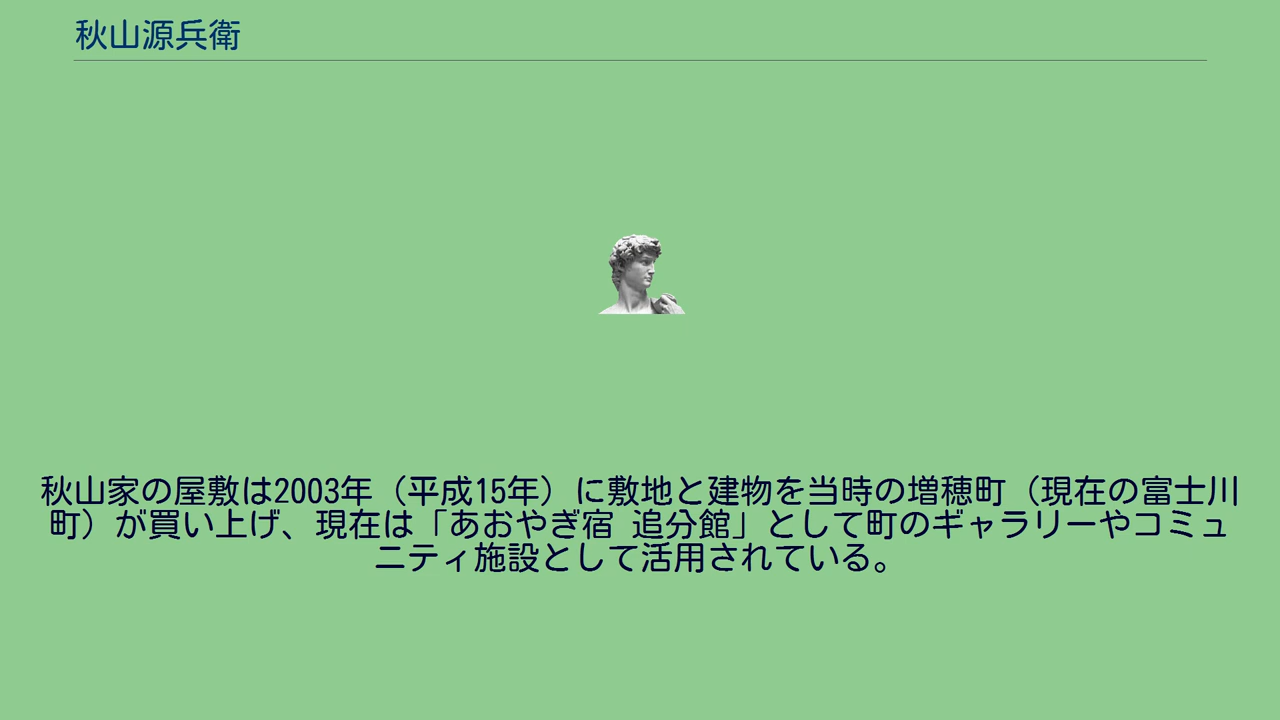 秋山源兵衛
秋山家の屋敷は2003年（平成15年）に敷地と建物を当時の増穂町（現在の富士川
町）が買い上げ、現在は「あおやぎ宿 追分館」として町のギャラリーやコミュ
ニティ施設として活用されている。